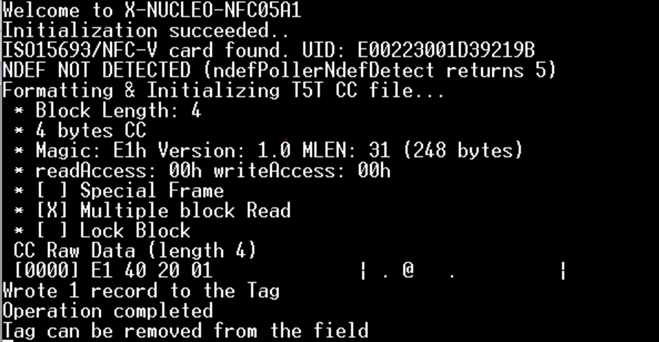 Welcome to X-NUCLEO-NFC05A1
Initialization succeeded..
ISO15693/NFC-V card found. UID: E00223001D39219B
NDEF NOT DETECTED (ndefPollerNdefDetect returns 5)
Formatting & Initializing T5T CC file...
 * Block Length: 4
 * 4 bytes CC
 * Magic: E1h Version: 1.0 MLEN: 31 (248 bytes)
 * readAccess: 00h writeAccess: 00h
 * [ ] Special Frame
 * [X] Multiple block Read
 * [ ] Lock Block
 CC Raw Data (length 4)
 [0000] E1 40 20 01                | . @   .         |
Wrote 1 record to the Tag
Operation completed
Tag can be removed from the field